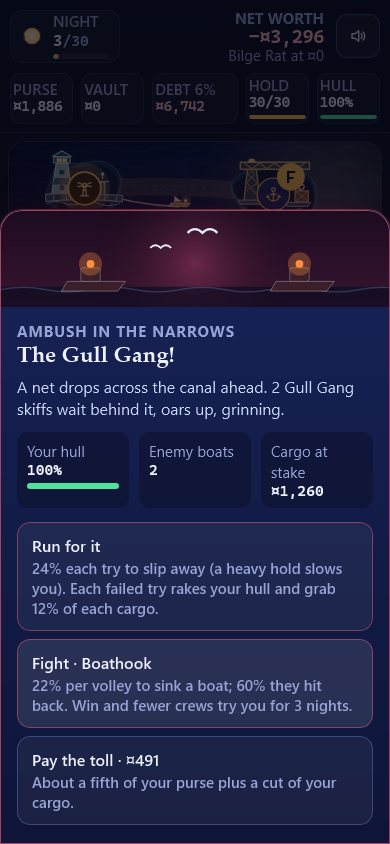 NIGHT
3/30
NET WORTH
−¤3,296
Bilge Rat at ¤0
PURSE
¤1,886
VAULT
¤0
DEBT 6%
¤6,742
HOLD
30/30
HULL
100%
F
AMBUSH IN THE NARROWS
The Gull Gang!
A net drops across the canal ahead. 2 Gull Gang
skiffs wait behind it, oars up, grinning.
Your hull
100%
Enemy boats
2
Cargo at
stake
¤1,260
Run for it
24% each try to slip away (a heavy hold slows
you). Each failed try rakes your hull and grab
12% of each cargo.
Fight · Boathook
22% per volley to sink a boat; 60% they hit
back. Win and fewer crews try you for 3 nights.
Pay the toll · ¤491
About a fifth of your purse plus a cut of your
cargo.